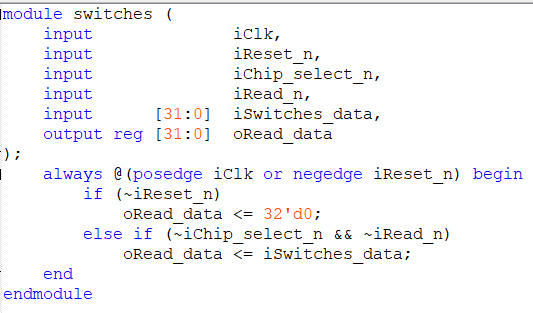 module switches (
    input              iClk,
    input              iReset_n,
    input              iChip_select_n,
    input              iRead_n,
    input      [31:0]  iSwitches_data,
    output reg [31:0]  oRead_data
);
    always @(posedge iClk or negedge iReset_n) begin
        if (~iReset_n)
            oRead_data <= 32'd0;
        else if (~iChip_select_n && ~iRead_n)
            oRead_data <= iSwitches_data;
    end
endmodule